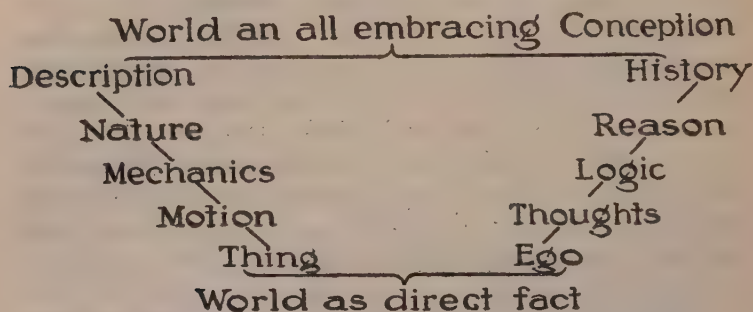 World an all embracing Conception
Description History
Nature Reason
Mechanics Logic
Motion Thoughts
Thing Ego
World as direct fact